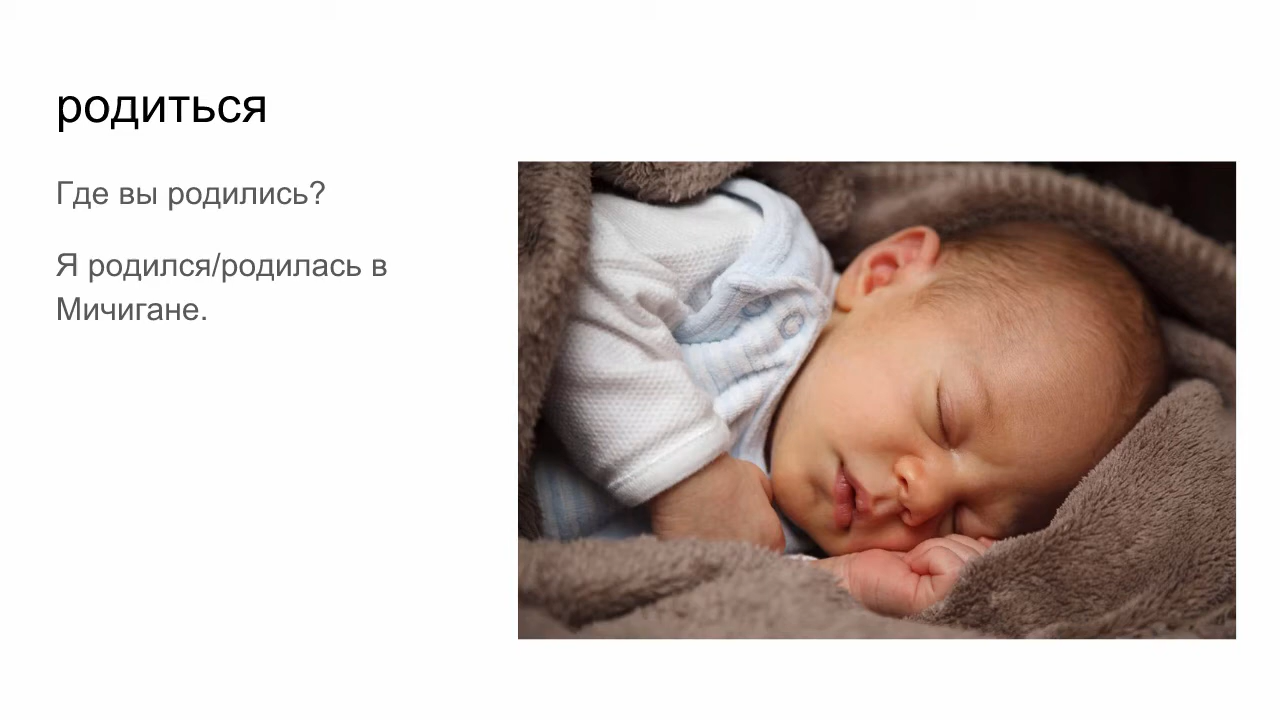 родиться
Где вы родились?
Я родился/родилась в
Мичигане.